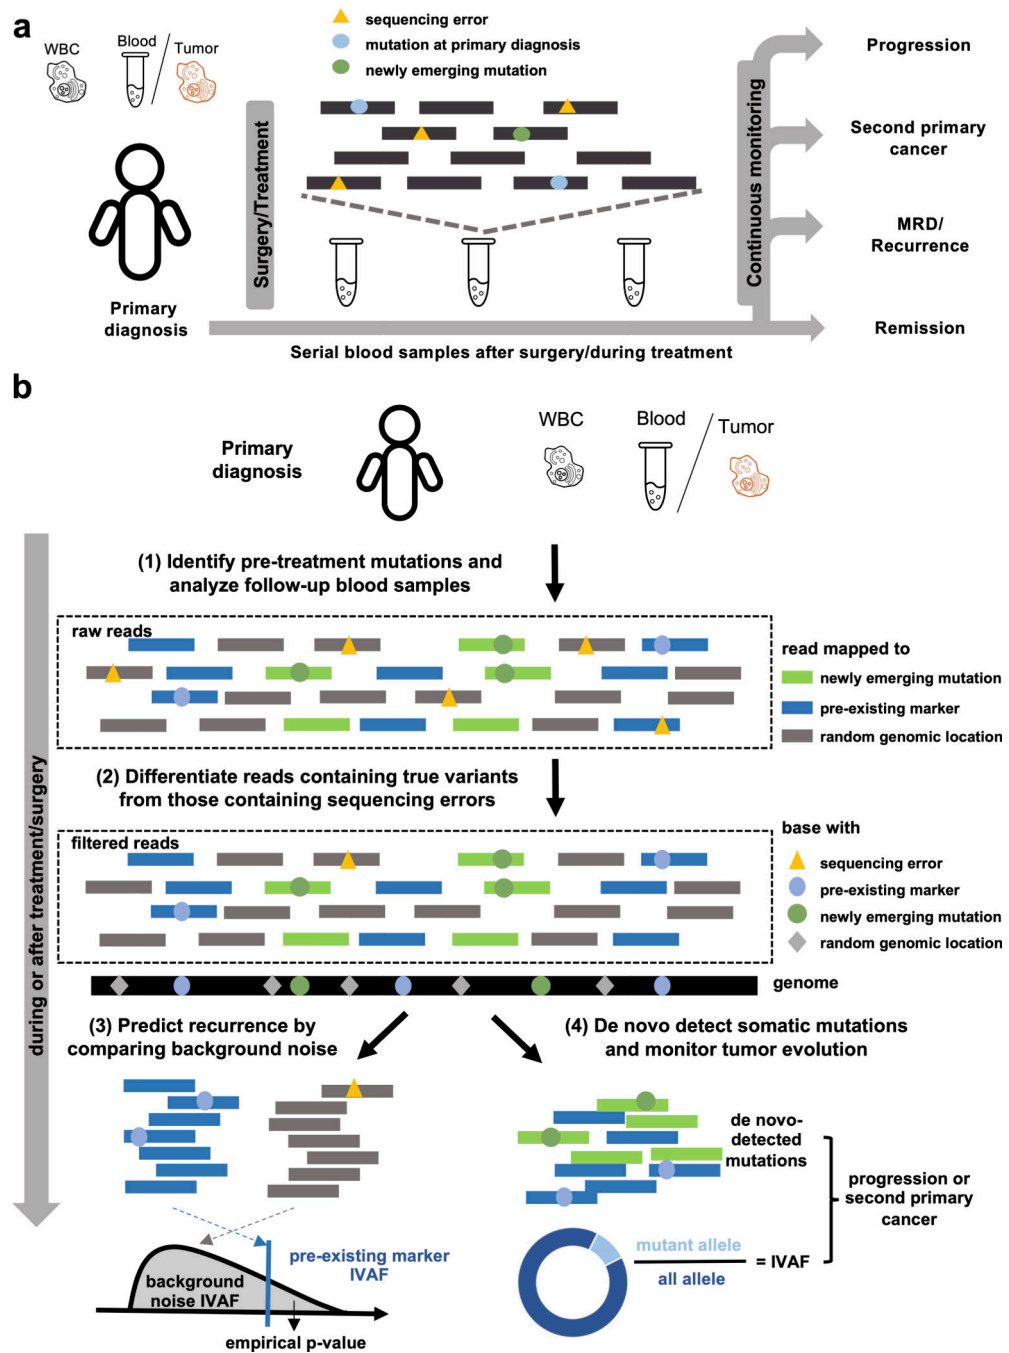 a
WBC
Blood
Tumor
sequencing error
mutation at primary diagnosis
newly emerging mutation
Surgery/Treatment
Continuous monitoring
Progression
Second primary
cancer
MRD/
Recurrence
Remission
Primary
diagnosis
Serial blood samples after surgery/during treatment
b
Primary
diagnosis
WBC
Blood
Tumor
during or after treatment/surgery
(1) Identify pre-treatment mutations and
analyze follow-up blood samples
raw reads
read mapped to
newly emerging mutation
pre-existing marker
random genomic location
(2) Differentiate reads containing true variants
from those containing sequencing errors
filtered reads
base with
sequencing error
pre-existing marker
newly emerging mutation
random genomic location
genome
(3) Predict recurrence by
comparing background noise
(4) De novo detect somatic mutations
and monitor tumor evolution
de novo-
detected
mutations
progression or
second primary
cancer
pre-existing marker
IVAF
background
noise IVAF
empirical p-value
mutant allele
all allele
= IVAF